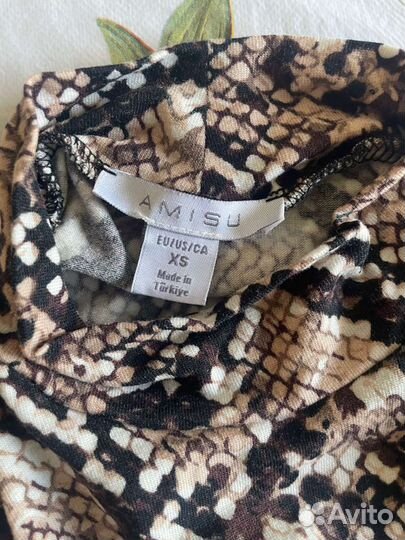 AMISU
EU/US/CA
XS
Made in
Türkiye
Avito